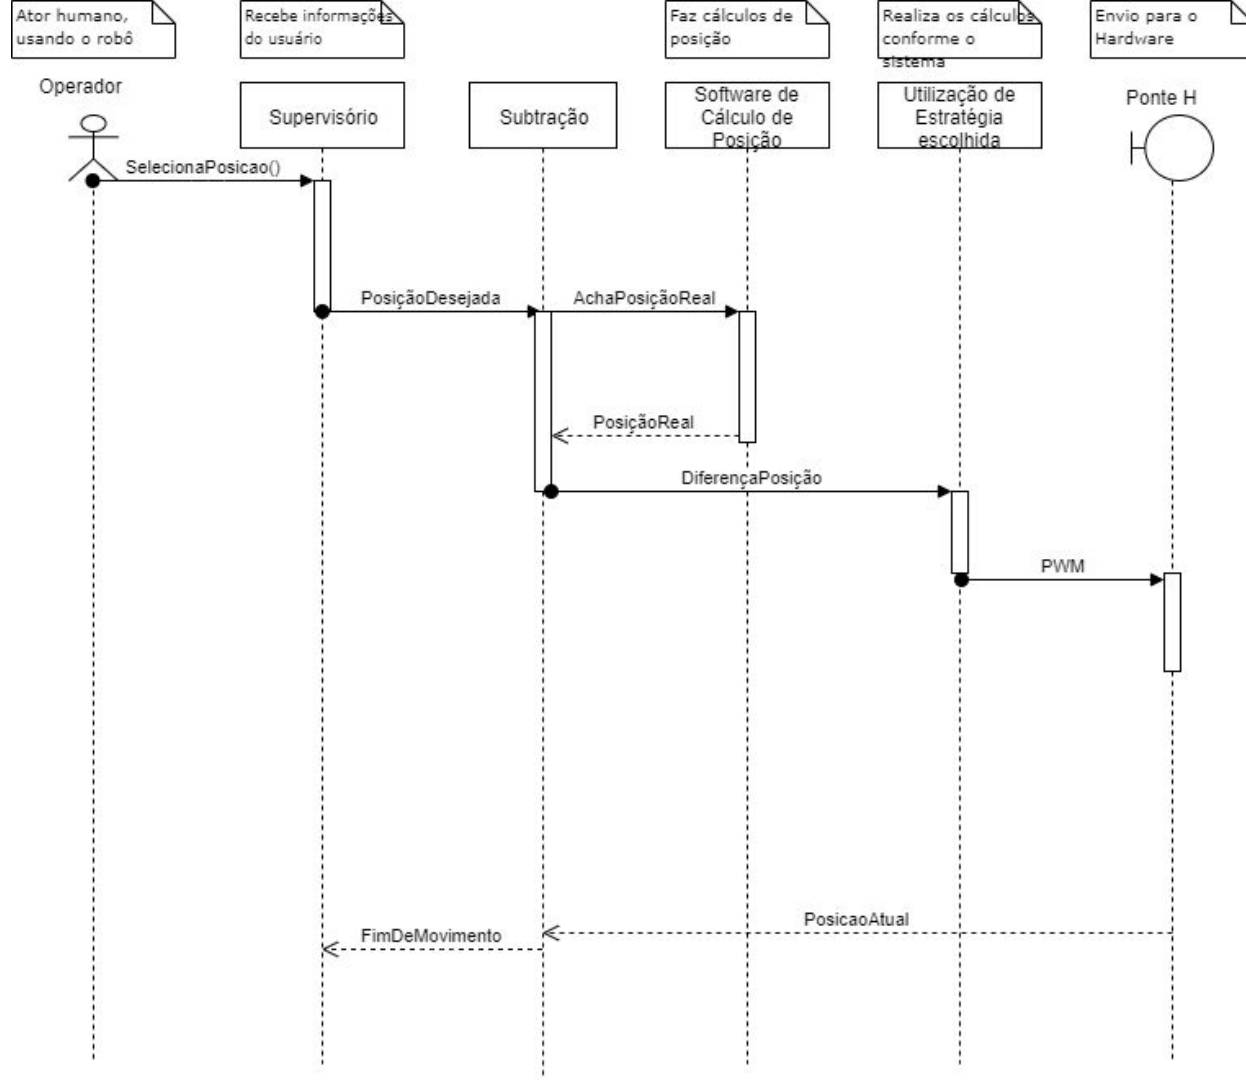 Ator humano,
usando o robô
Recebe informações
do usuário
Faz cálculos de
posição
Realiza os cálculos
conforme o
sistema
Envio para o
Hardware
Operador
Supervisório
Subtração
Software de
Cálculo de
Posição
Utilização de
Estratégia
escolhida
Ponte H
SelecionaPosicao()
PosiçãoDesejada
AchaPosiçãoReal
PosiçãoReal
DiferençaPosição
PWM
PosicaoAtual
FimDeMovimento